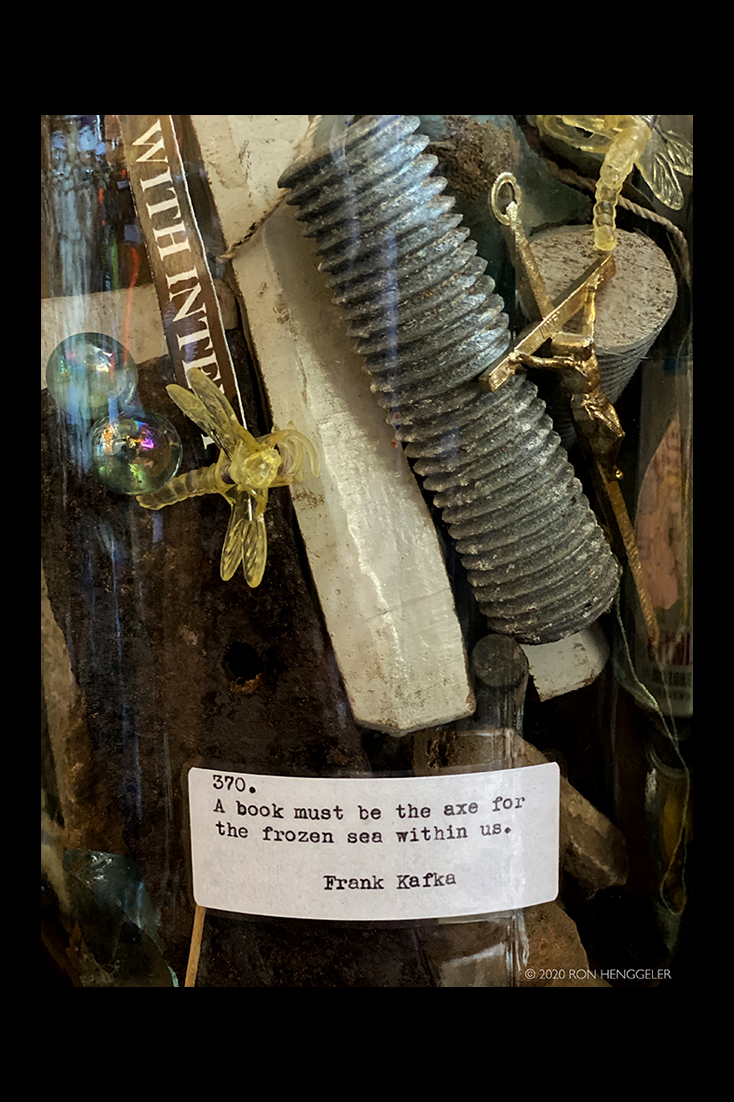 WITH INTE
370.
A book must be the axe for
the frozen sea within us.
Frank Kafka
© 2020 RON HENGGELER